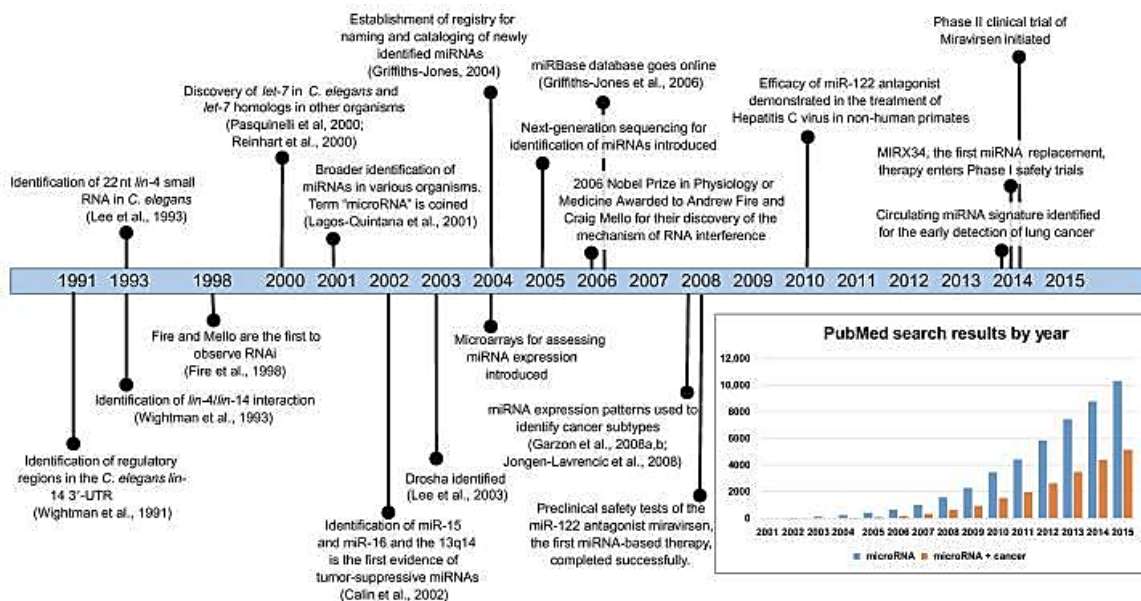 Establishment of registry for
naming and cataloging of newly
identified miRNAs
(Griffiths-Jones, 2004)
Phase II clinical trial of
Miravirsen initiated
miRBase database goes online
(Griffiths-Jones et al., 2006)
Efficacy of miR-122 antagonist
demonstrated in the treatment of
Hepatitis C virus in non-human primates
Discovery of let-7 in C. elegans and
let-7 homologs in other organisms
(Pasquinelli et al, 2000;
Reinhart et al., 2000)
Next-generation sequencing for
identification of miRNAs introduced
MIRX34, the first miRNA replacement,
therapy enters Phase I safety trials
Broader identification of
miRNAs in various organisms.
Term "microRNA" is coined
(Lagos-Quintana et al., 2001)
Identification of 22 nt lin-4 small
RNA in C. elegans
(Lee et al., 1993)
2006 Nobel Prize in Physiology or
Medicine Awarded to Andrew Fire and
Craig Mello for their discovery of the
mechanism of RNA interference
Circulating miRNA signature identified
for the early detection of lung cancer
1991 1993 1998 2000 2001 2002 2003 2004 2005 2006 2007 2008 2009 2010 2011 2012 2013 2014 2015
Fire and Mello are the first to
observe RNAi
(Fire et al., 1998)
Microarrays for assessing
miRNA expression
introduced
Identification of lin-4/lin-14 interaction
(Wightman et al., 1993)
miRNA expression patterns used to
identify cancer subtypes
(Garzon et al., 2008a,b;
Jongen-Lavrencic et al., 2008)
Identification of regulatory
regions in the C. elegans lin-
14 3'-UTR
(Wightman et al., 1991)
Drosha identified
(Lee et al., 2003)
Identification of miR-15
and miR-16 and the 13q14
is the first evidence of
tumor-suppressive miRNAs
(Calin et al., 2002)
Preclinical safety tests of the
miR-122 antagonist miravirsen,
the first miRNA-based therapy,
completed successfully.
PubMed search results by year
12,000
10,000
8000
6000
4000
2000
0
2001 2002 2003 2004 2005 2006 2007 2008 2009 2010 2011 2012 2013 2014 2015
microRNA microRNA + cancer